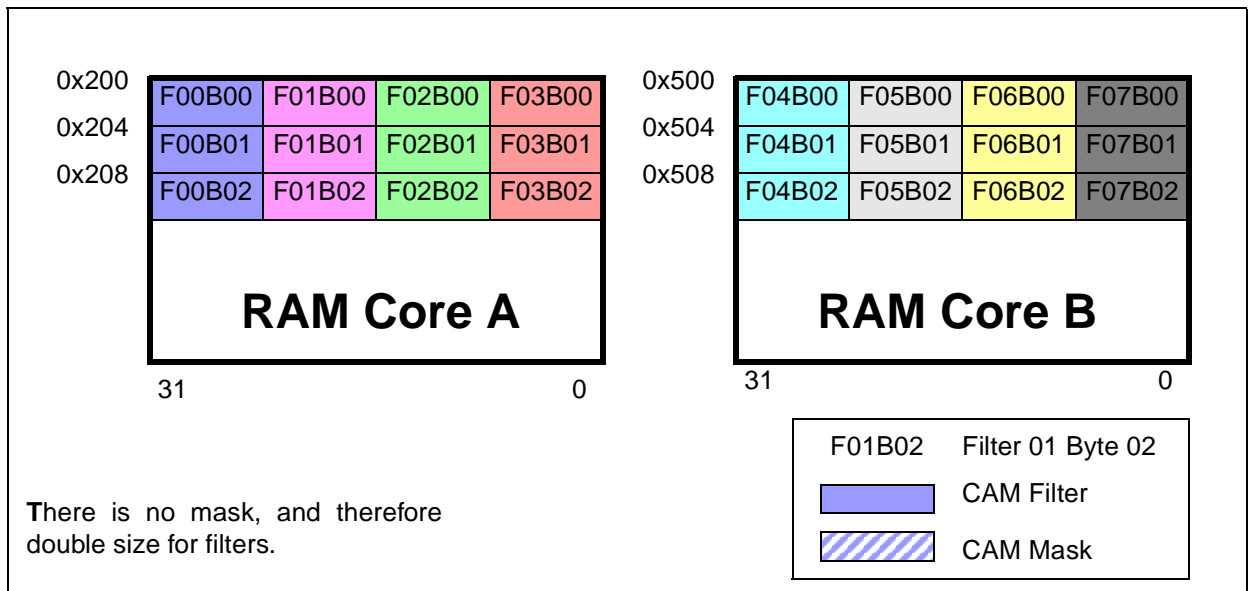 0x200
0x204
0x208
F00B00 F01B00 F02B00 F03B00
F00B01 F01B01 F02B01 F03B01
F00B02 F01B02 F02B02 F03B02
RAM Core A
31 0
0x500
0x504
0x508
F04B00 F05B00 F06B00 F07B00
F04B01 F05B01 F06B01 F07B01
F04B02 F05B02 F06B02 F07B02
RAM Core B
31 0
There is no mask, and therefore
double size for filters.
F01B02 Filter 01 Byte 02
CAM Filter
CAM Mask